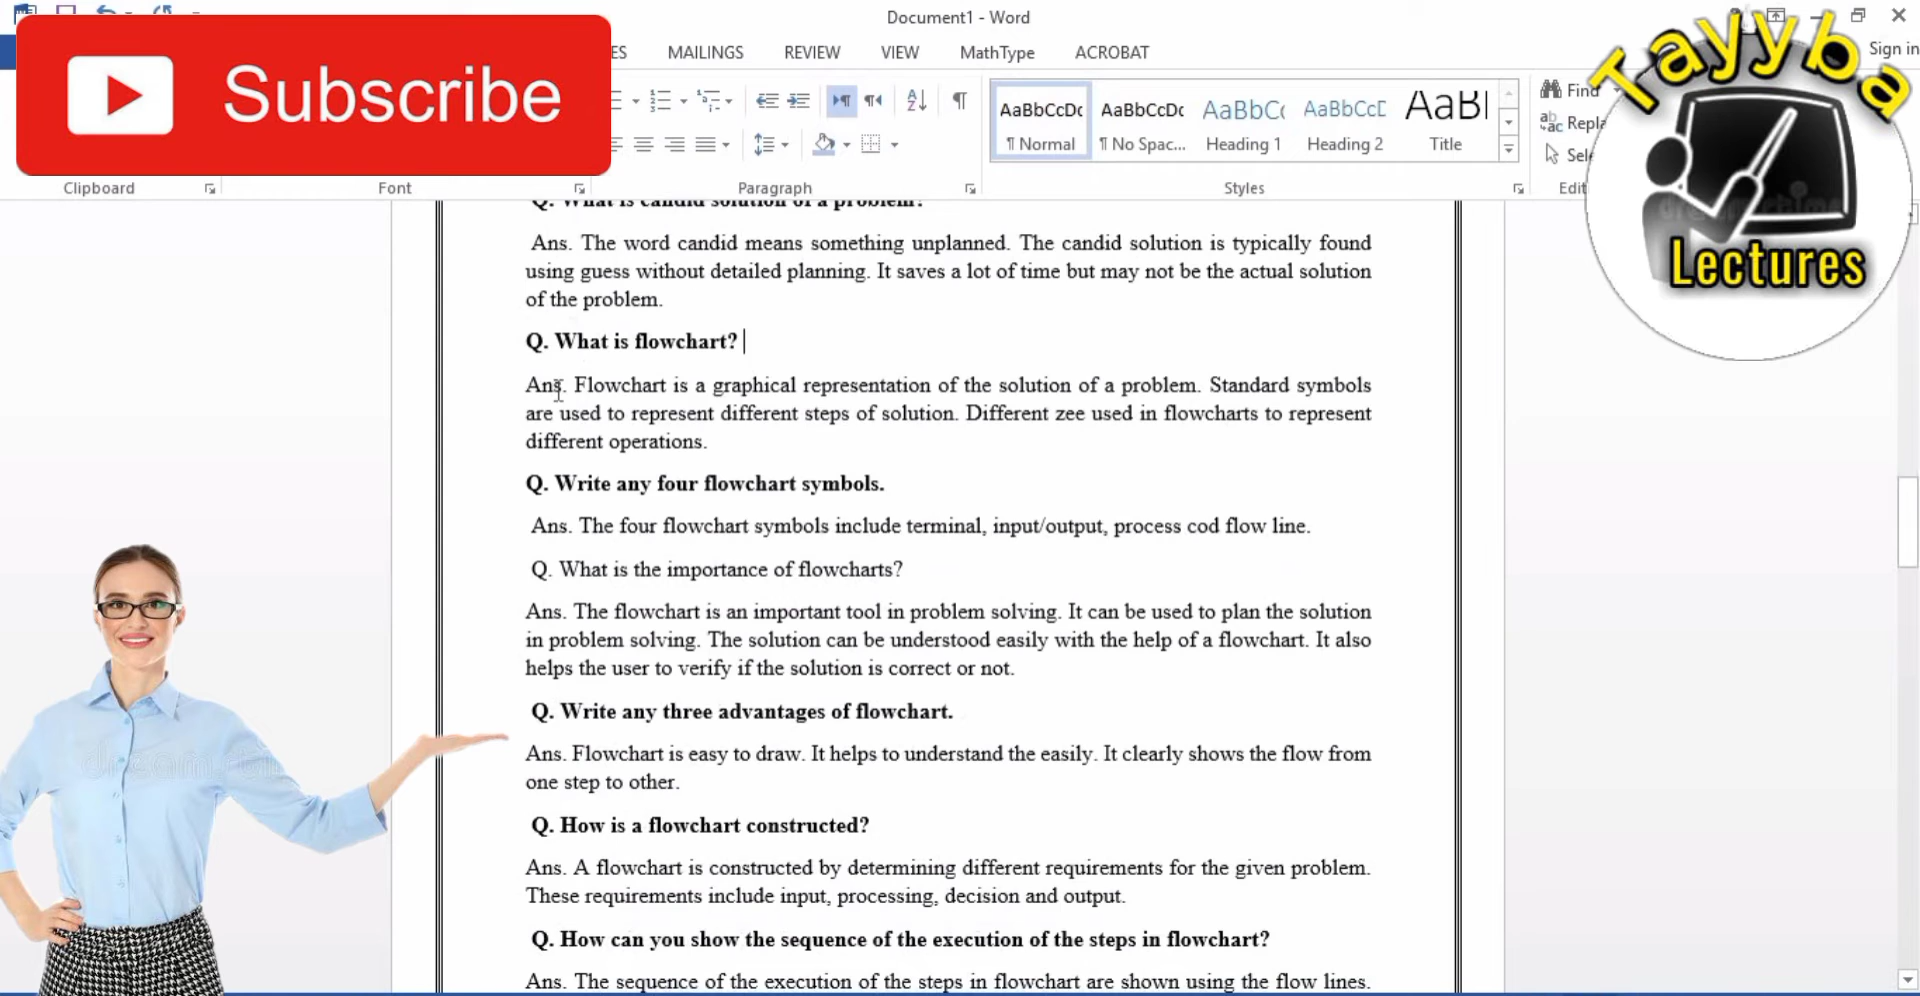 Document1 - Word
Sign in
Subscribe
ES MAILINGS REVIEW VIEW MathType ACROBAT
AaBbCcDc AaBbCcDc AaBbC AaBbCcD AaB
¶ Normal ¶ No Spac... Heading 1 Heading 2 Title
Find
Repla
Sele
Clipboard Font Paragraph Styles Edit
Tayyba
Lectures
Q. What is candid solution of a problem?
Ans. The word candid means something unplanned. The candid solution is typically found
using guess without detailed planning. It saves a lot of time but may not be the actual solution
of the problem.
Q. What is flowchart?
Ans. Flowchart is a graphical representation of the solution of a problem. Standard symbols
are used to represent different steps of solution. Different zee used in flowcharts to represent
different operations.
Q. Write any four flowchart symbols.
Ans. The four flowchart symbols include terminal, input/output, process cod flow line.
Q. What is the importance of flowcharts?
Ans. The flowchart is an important tool in problem solving. It can be used to plan the solution
in problem solving. The solution can be understood easily with the help of a flowchart. It also
helps the user to verify if the solution is correct or not.
Q. Write any three advantages of flowchart.
Ans. Flowchart is easy to draw. It helps to understand the easily. It clearly shows the flow from
one step to other.
Q. How is a flowchart constructed?
Ans. A flowchart is constructed by determining different requirements for the given problem.
These requirements include input, processing, decision and output.
Q. How can you show the sequence of the execution of the steps in flowchart?
Ans. The sequence of the execution of the steps in flowchart are shown using the flow lines.